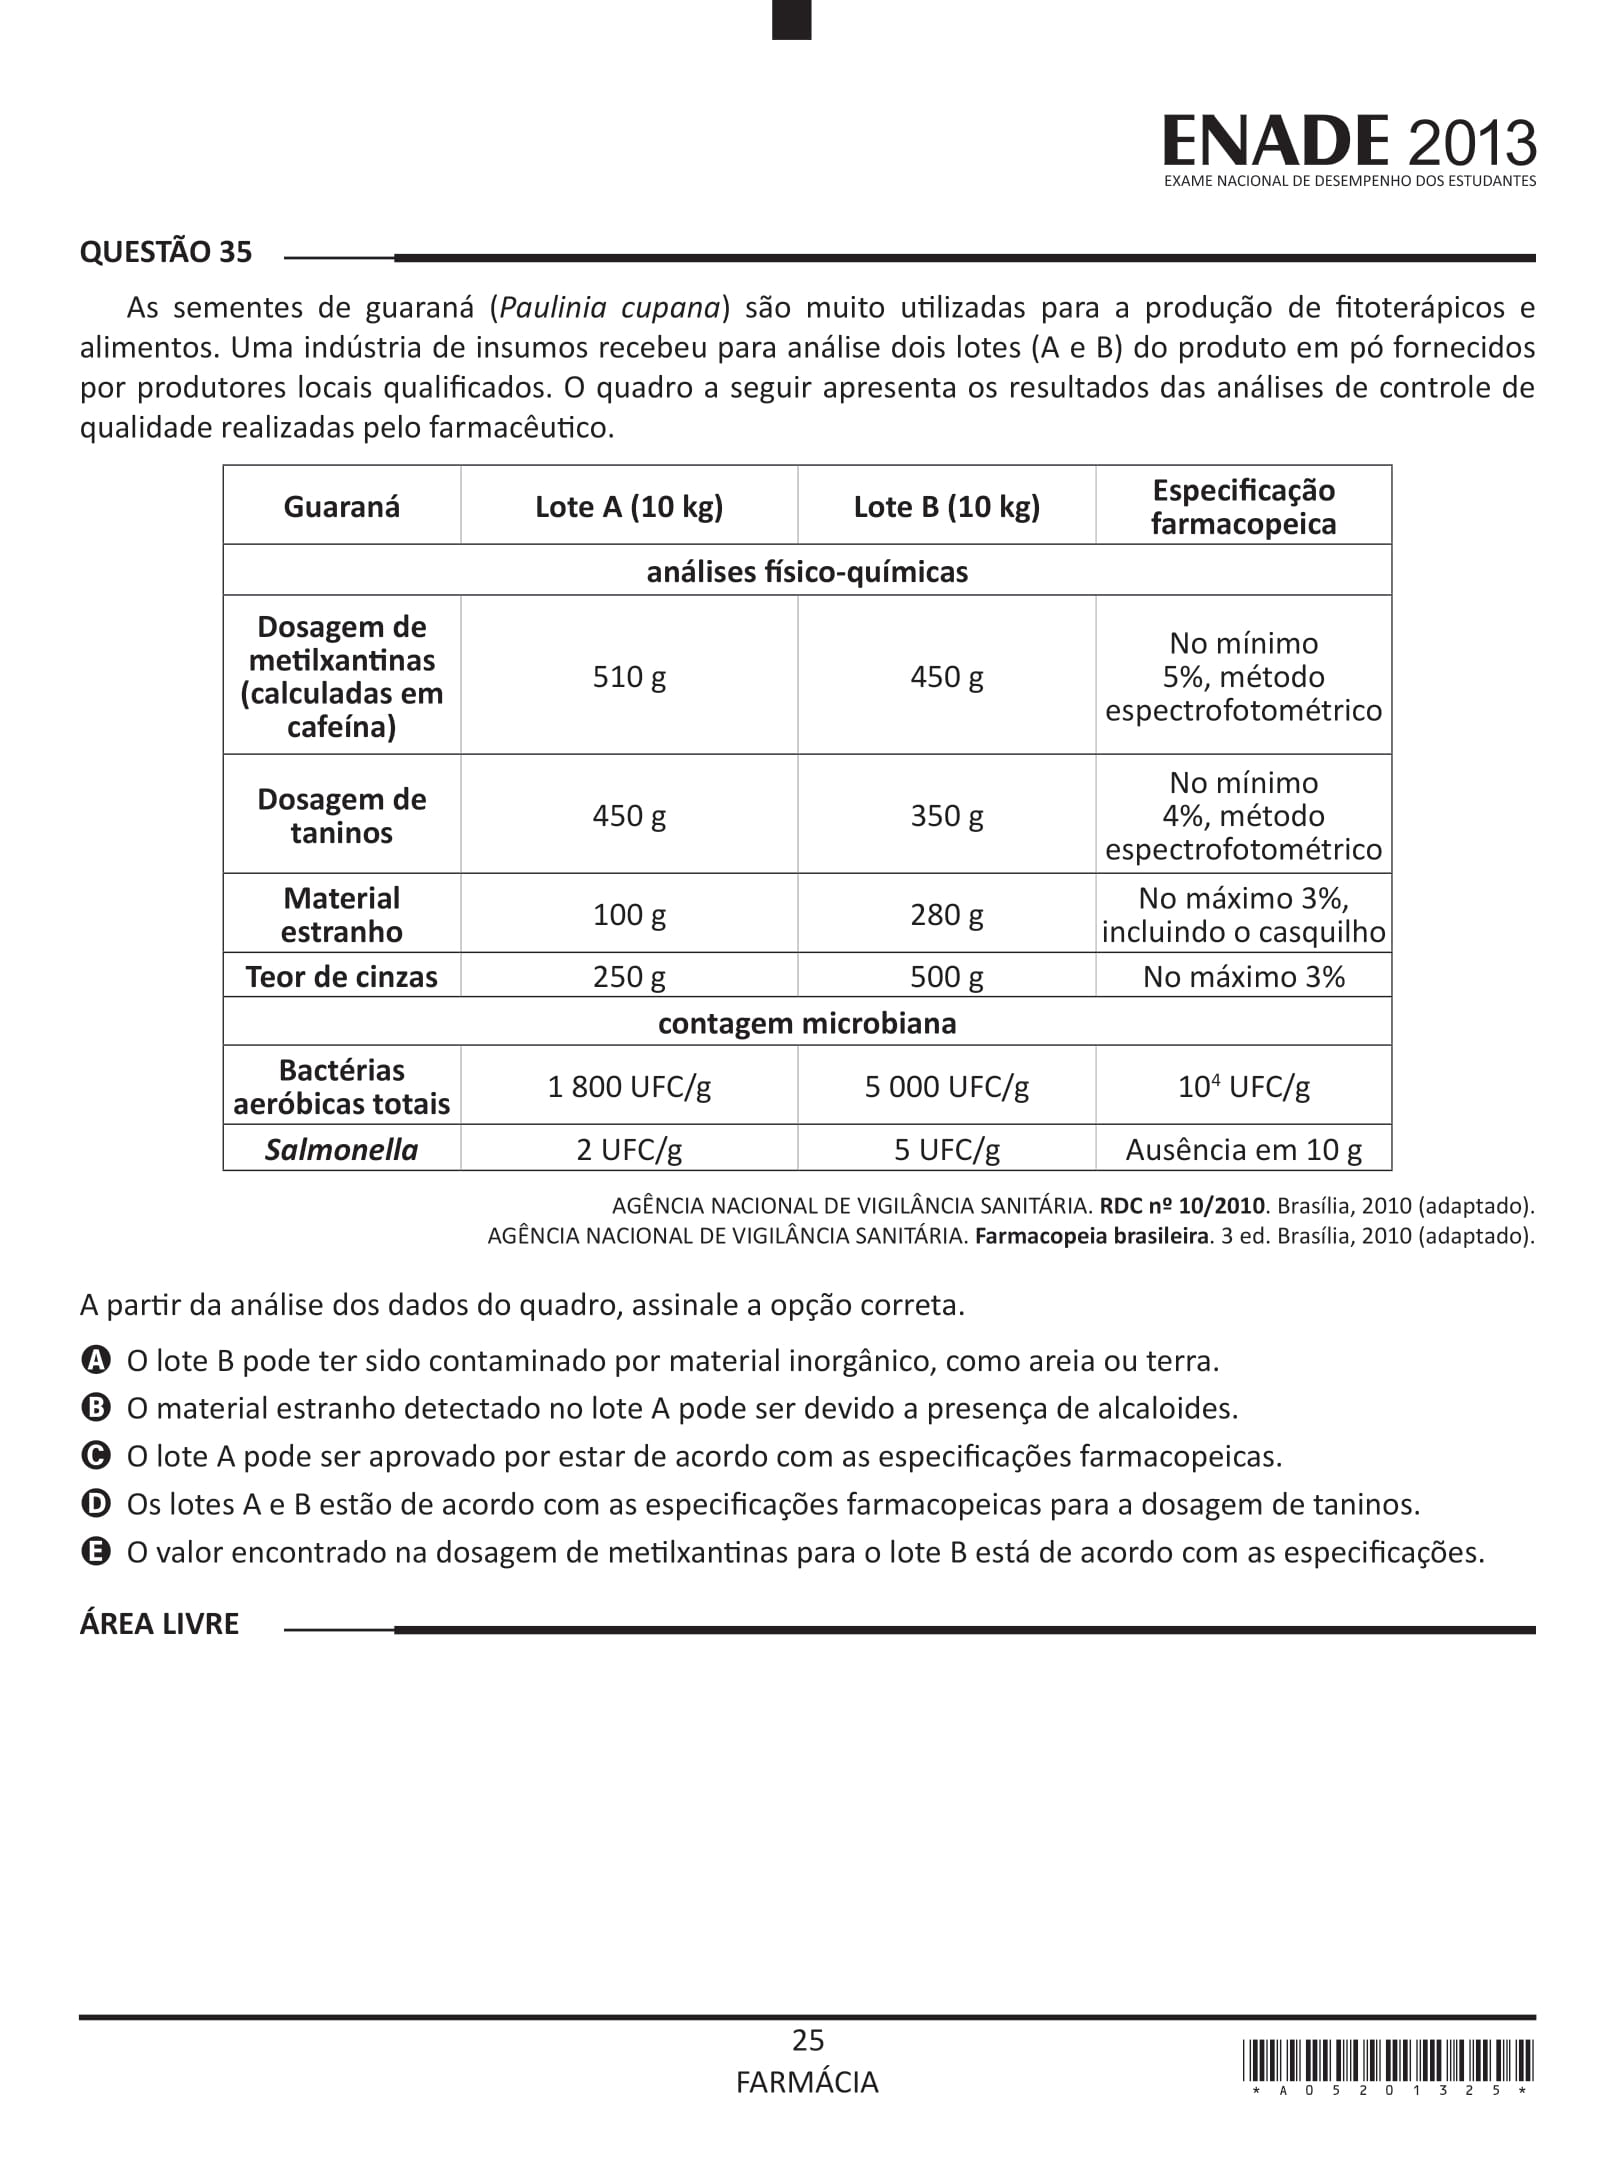 ENADE 2013
EXAME NACIONAL DE DESEMPENHO DOS ESTUDANTES
QUESTÃO 35
As sementes de guaraná (Paulinia cupana) são muito utilizadas para a produção de fitoterápicos e
alimentos. Uma indústria de insumos recebeu para análise dois lotes (A e B) do produto em pó fornecidos
por produtores locais qualificados. O quadro a seguir apresenta os resultados das análises de controle de
qualidade realizadas pelo farmacêutico.
Guaraná
Lote A (10 kg)
Lote B (10 kg)
Especificação
farmacopeica
análises físico-químicas
Dosagem de
metilxantinas
(calculadas em
cafeína)
510 g
450 g
No mínimo
5%, método
espectrofotométrico
Dosagem de
taninos
450 g
350 g
No mínimo
4%, método
espectrofotométrico
Material
estranho
100 g
280 g
No máximo 3%,
incluindo o casquilho
Teor de cinzas
250 g
500 g
No máximo 3%
contagem microbiana
Bactérias
aeróbicas totais
1 800 UFC/g
5 000 UFC/g
10⁴ UFC/g
Salmonella
2 UFC/g
5 UFC/g
Ausência em 10 g
AGÊNCIA NACIONAL DE VIGILÂNCIA SANITÁRIA. RDC nº 10/2010. Brasília, 2010 (adaptado).
AGÊNCIA NACIONAL DE VIGILÂNCIA SANITÁRIA. Farmacopeia brasileira. 3 ed. Brasília, 2010 (adaptado).
A partir da análise dos dados do quadro, assinale a opção correta.
A O lote B pode ter sido contaminado por material inorgânico, como areia ou terra.
B O material estranho detectado no lote A pode ser devido a presença de alcaloides.
C O lote A pode ser aprovado por estar de acordo com as especificações farmacopeicas.
D Os lotes A e B estão de acordo com as especificações farmacopeicas para a dosagem de taninos.
E O valor encontrado na dosagem de metilxantinas para o lote B está de acordo com as especificações.
ÁREA LIVRE
25
FARMÁCIA
* A 0 5 2 0 1 3 2 5 *